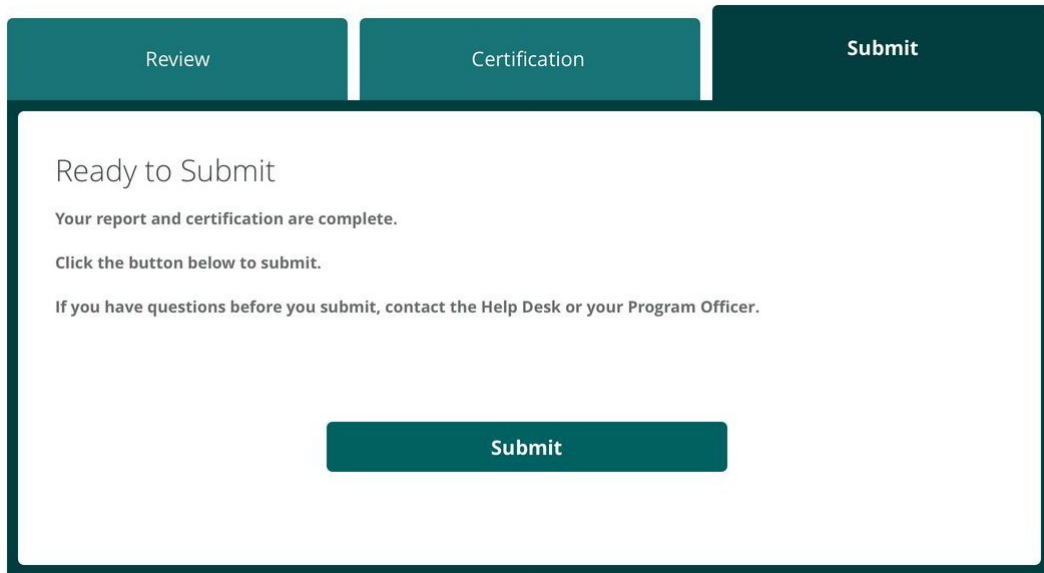 Review
Certification
Submit
Ready to Submit
Your report and certification are complete.
Click the button below to submit.
If you have questions before you submit, contact the Help Desk or your Program Officer.
Submit